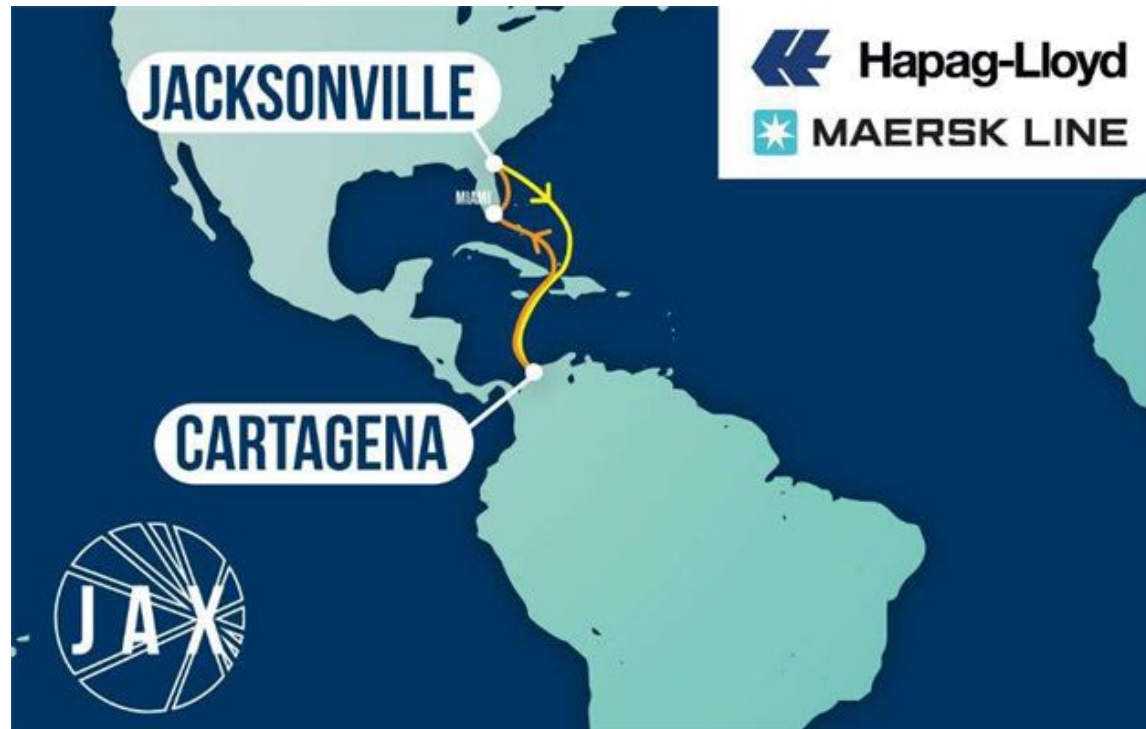 JACKSONVILLE
Hapag-Lloyd
MAERSK LINE
MIAMI
CARTAGENA
JAX